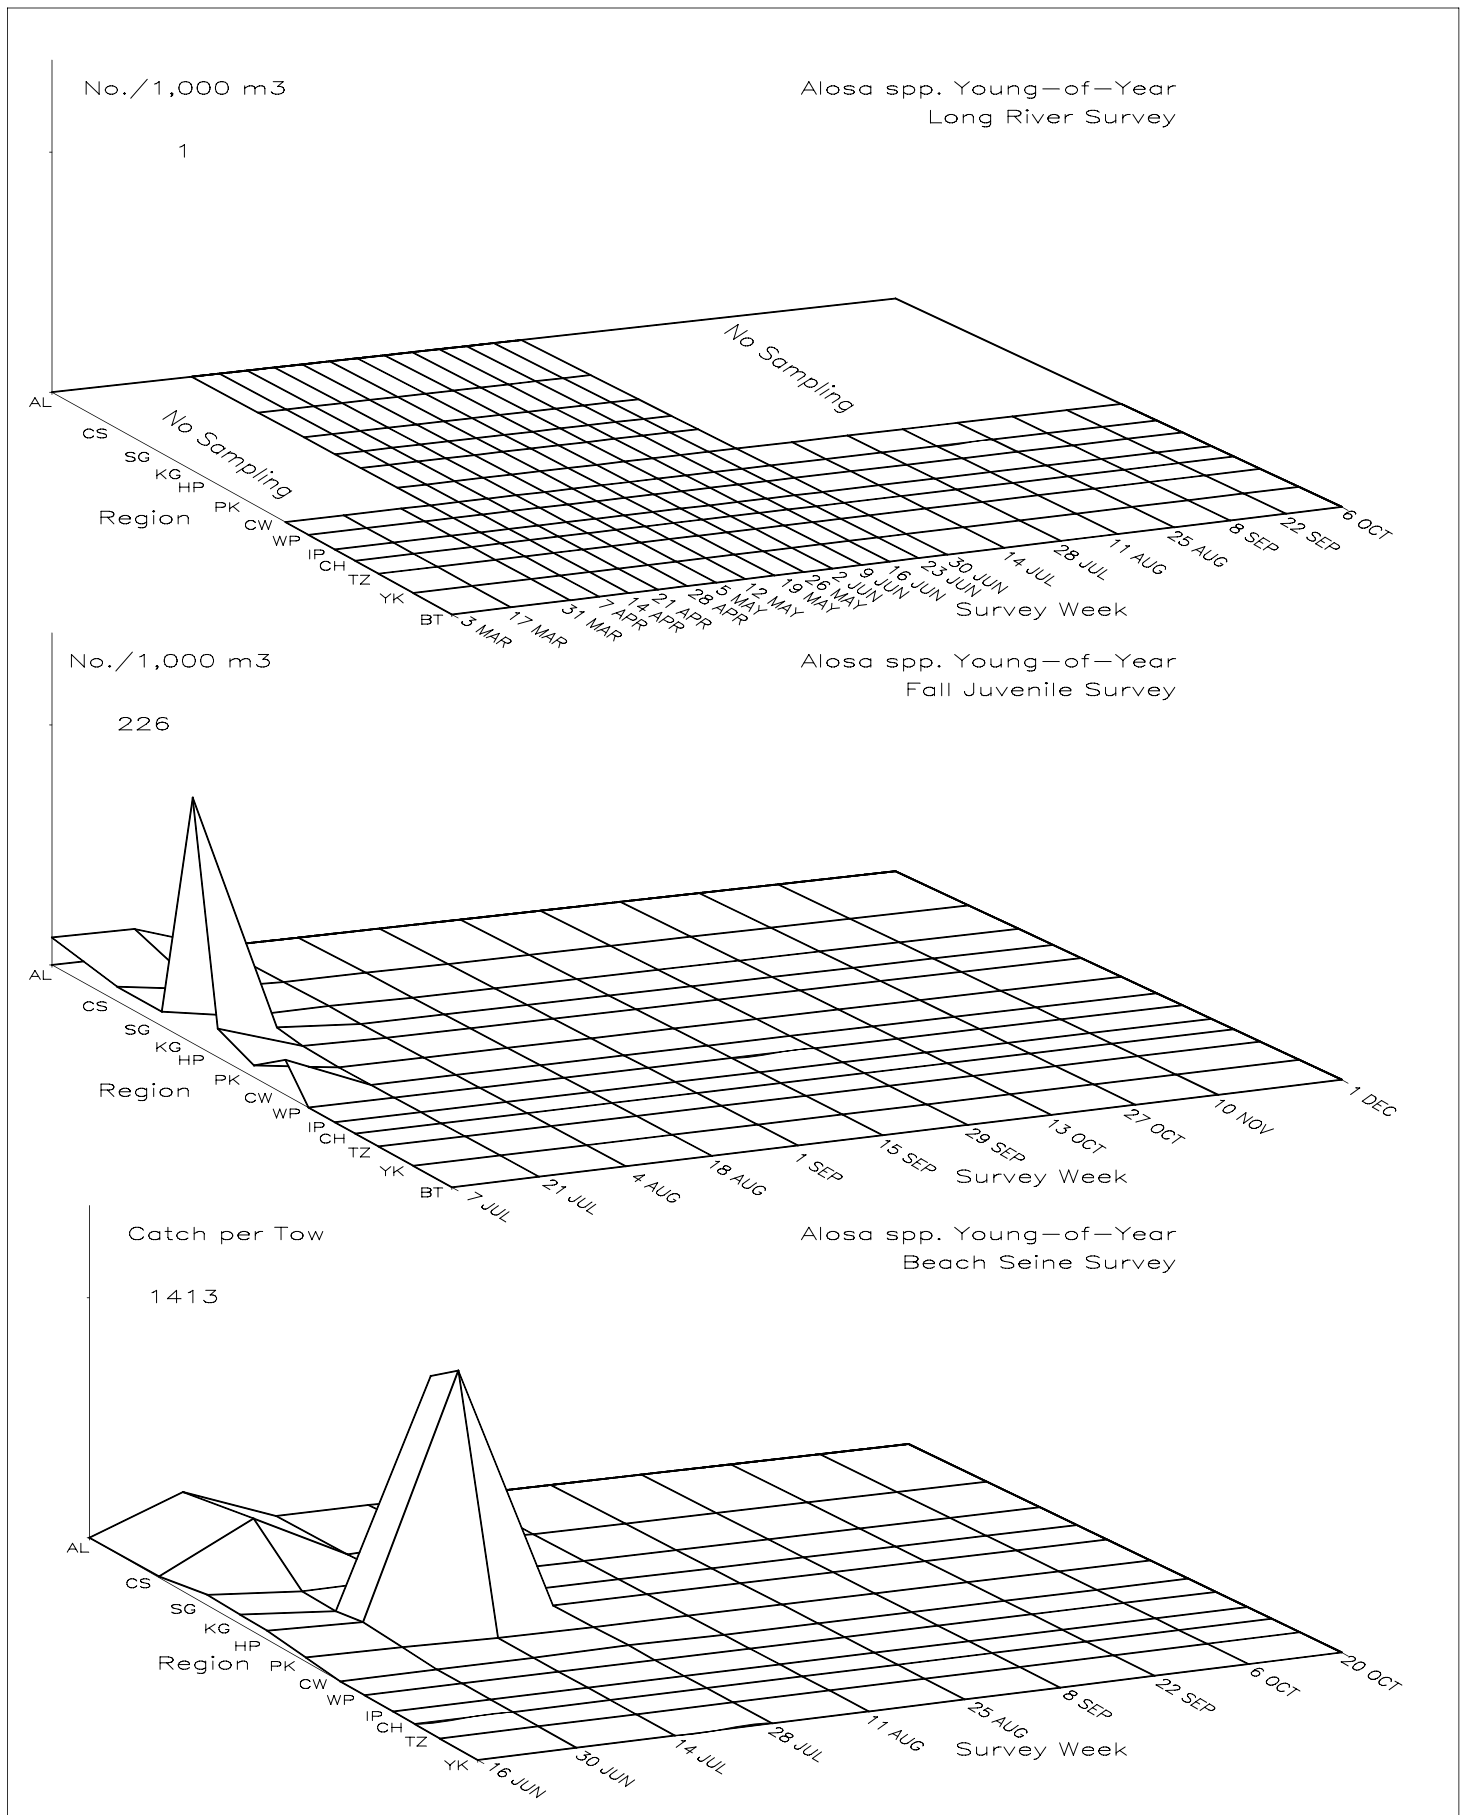 No./1,000 m3
Alosa spp. Young-of-Year
Long River Survey
1
No Sampling
No Sampling
AL
CS
SG
KG
HP
PK
CW
WP
IP
CH
TZ
YK
BT
Region
3 MAR
17 MAR
31 MAR
7 APR
14 APR
21 APR
28 APR
5 MAY
12 MAY
19 MAY
26 MAY
2 JUN
9 JUN
16 JUN
23 JUN
30 JUN
14 JUL
28 JUL
11 AUG
25 AUG
8 SEP
22 SEP
6 OCT
Survey Week
No./1,000 m3
Alosa spp. Young-of-Year
Fall Juvenile Survey
226
AL
CS
SG
KG
HP
PK
CW
WP
IP
CH
TZ
YK
BT
Region
7 JUL
21 JUL
4 AUG
18 AUG
1 SEP
15 SEP
29 SEP
13 OCT
27 OCT
10 NOV
1 DEC
Survey Week
Catch per Tow
Alosa spp. Young-of-Year
Beach Seine Survey
1413
AL
CS
SG
KG
HP
PK
CW
WP
IP
CH
TZ
YK
Region
16 JUN
30 JUN
14 JUL
28 JUL
11 AUG
25 AUG
8 SEP
22 SEP
6 OCT
20 OCT
Survey Week